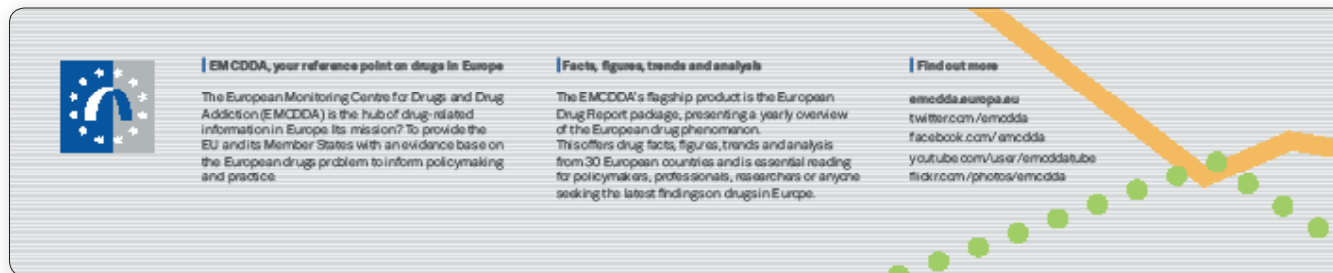 EMCDDA, your reference point on drugs in Europe
The European Monitoring Centre for Drugs and Drug
Addiction (EMCDDA) is the hub of drug-related
information in Europe. Its mission? To provide the
EU and its Member States with an evidence base on
the European drugs problem to inform policymaking
and practice.
Facts, figures, trends and analysis
The EMCDDA's flagship product is the European
Drug Report package, presenting a yearly overview
of the European drug phenomenon.
This offers drug facts, figures, trends and analysis
from 30 European countries and is essential reading
for policymakers, professionals, researchers or anyone
seeking the latest findings on drugs in Europe.
Find out more
emcdda.europa.eu
twitter.com/emcdda
facebook.com/emcdda
youtube.com/user/emcddatube
flickr.com/photos/emcdda